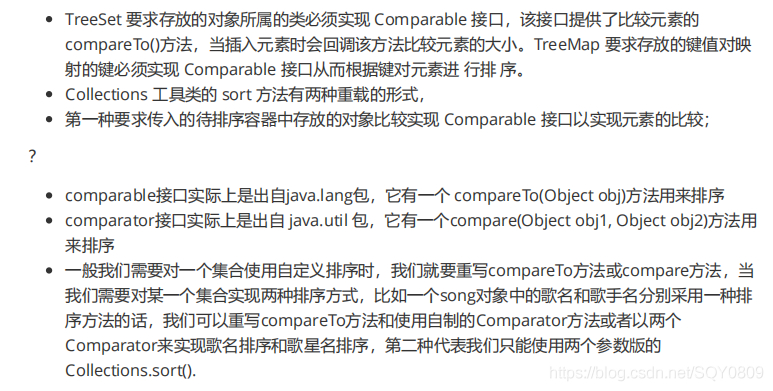 • TreeSet 要求存放的对象所属的类必须实现 Comparable 接口，该接口提供了比较元素的
compareTo()方法，当插入元素时会回调该方法比较元素的大小。TreeMap 要求存放的键值对映
射的键必须实现 Comparable 接口从而根据键对元素进 行排 序。
• Collections 工具类的 sort 方法有两种重载的形式，
• 第一种要求传入的待排序容器中存放的对象比较实现 Comparable 接口以实现元素的比较；
?
• comparable接口实际上是出自java.lang包，它有一个 compareTo(Object obj)方法用来排序
• comparator接口实际上是出自 java.util 包，它有一个compare(Object obj1, Object obj2)方法用
来排序
• 一般我们需要对一个集合使用自定义排序时，我们就要重写compareTo方法或compare方法，当
我们需要对某一个集合实现两种排序方式，比如一个song对象中的歌名和歌手名分别采用一种排
序方法的话，我们可以重写compareTo方法和使用自制的Comparator方法或者以两个
Comparator来实现歌名排序和歌星名排序，第二种代表我们只能使用两个参数版的
Collections.sort().
https://blog.csdn.net/SQY0809